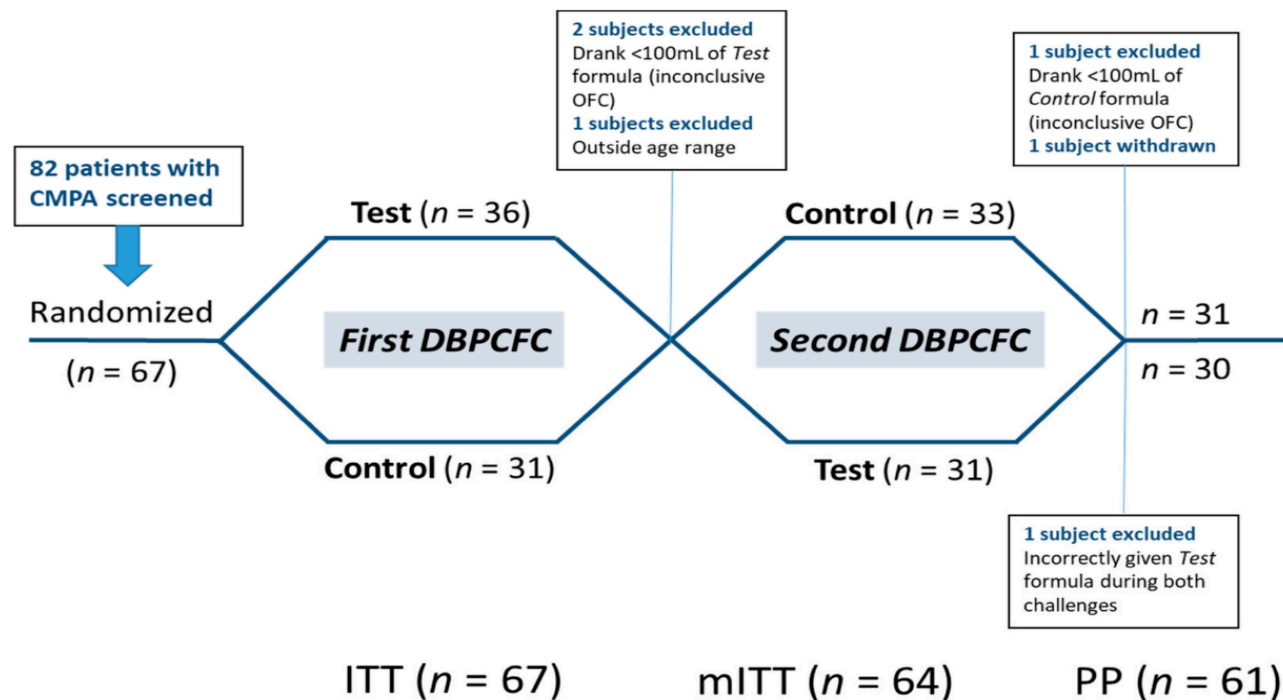 2 subjects excluded
Drank <100mL of Test
formula (inconclusive
OFC)
1 subjects excluded
Outside age range
1 subject excluded
Drank <100mL of
Control formula
(inconclusive OFC)
1 subject withdrawn
82 patients with
CMPA screened
Test (n = 36)
Control (n = 33)
Randomized
(n = 67)
First DBPCFC
Second DBPCFC
n = 31
n = 30
Control (n = 31)
Test (n = 31)
1 subject excluded
Incorrectly given Test
formula during both
challenges
ITT (n = 67)
mITT (n = 64)
PP (n = 61)